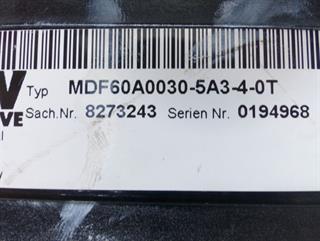 Typ MDF60A0030-5A3-4-0T
Sach.Nr. 8273243 Serien Nr. 0194968